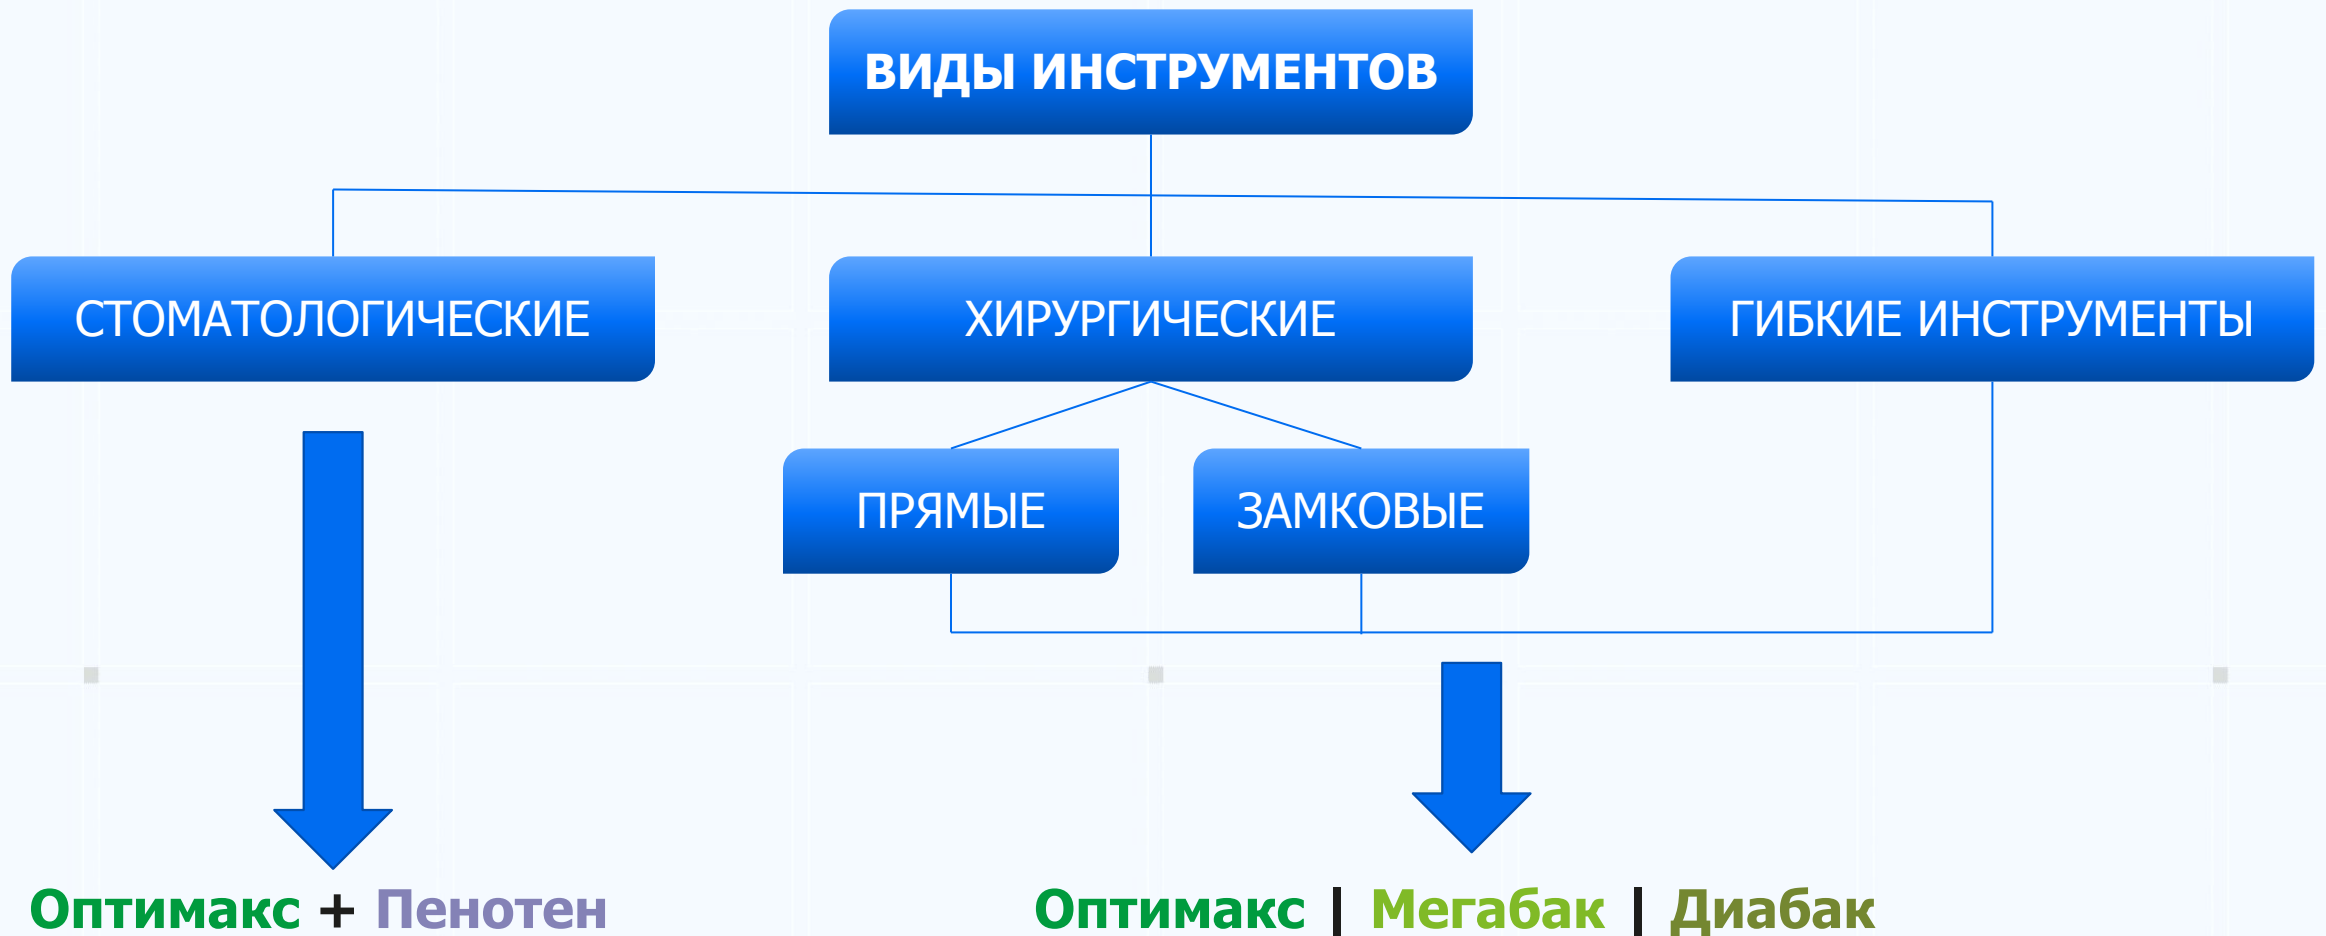 ВИДЫ ИНСТРУМЕНТОВ
СТОМАТОЛОГИЧЕСКИЕ
ХИРУРГИЧЕСКИЕ
ГИБКИЕ ИНСТРУМЕНТЫ
ПРЯМЫЕ
ЗАМКОВЫЕ
Оптимакс + Пенотен
Оптимакс | Мегабак | Диабак